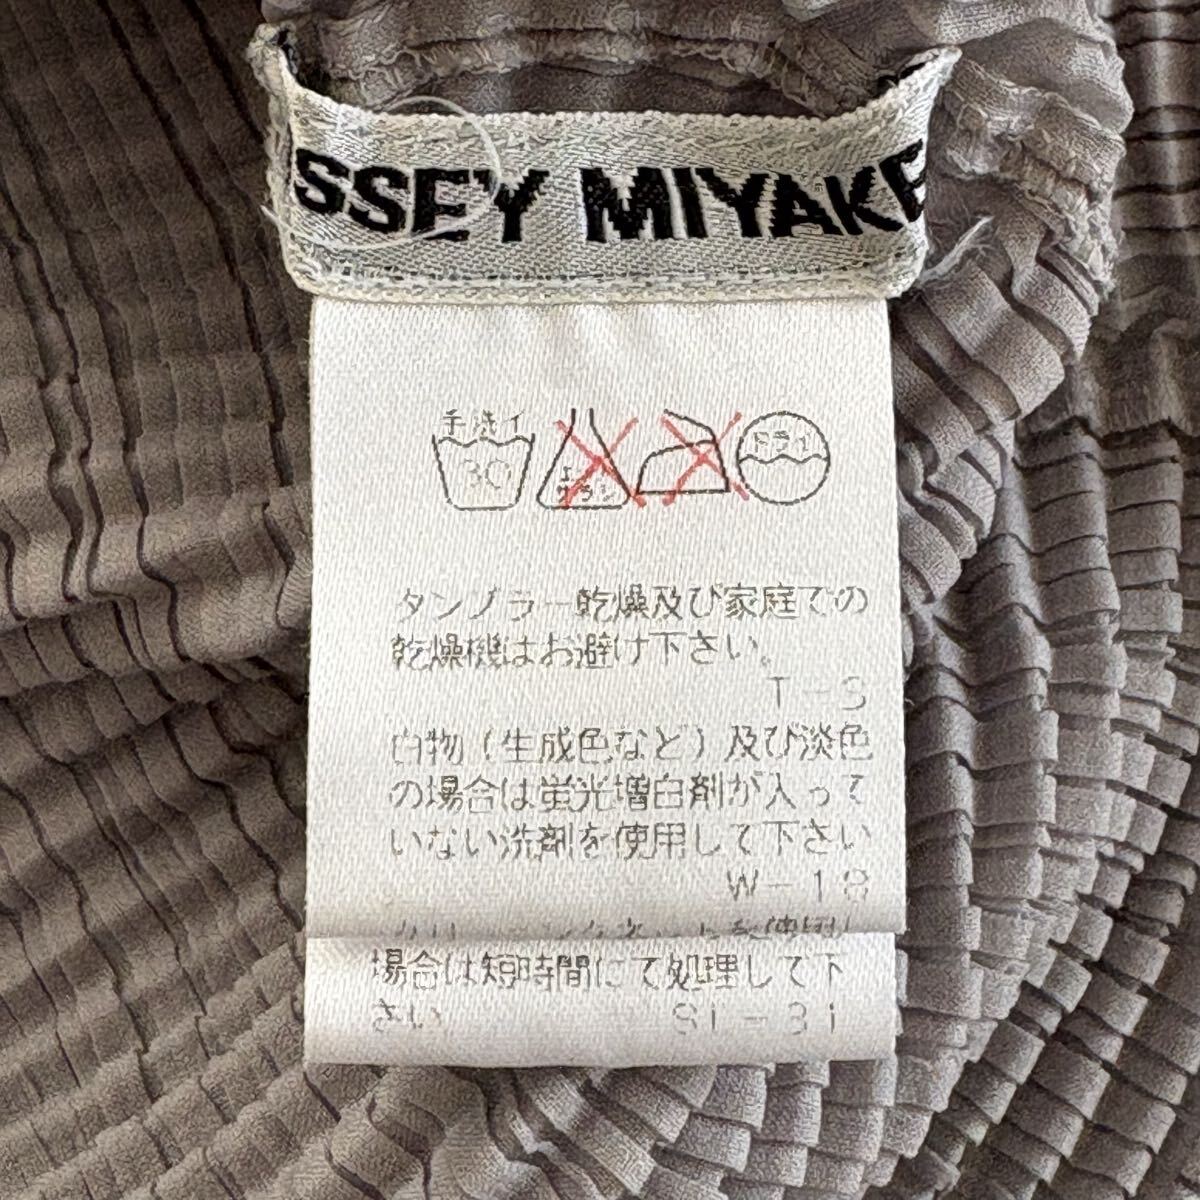 SSEY MIYAKE
手洗イ
30
ドライ
タンブラー乾燥及び家庭での
乾燥機はお避け下さい。
T-3
白物(生成色など)及び淡色
の場合は蛍光増白剤が入って
いない洗剤を使用して下さい
W-18
を使用し
場合は短時間にて処理して下
さい